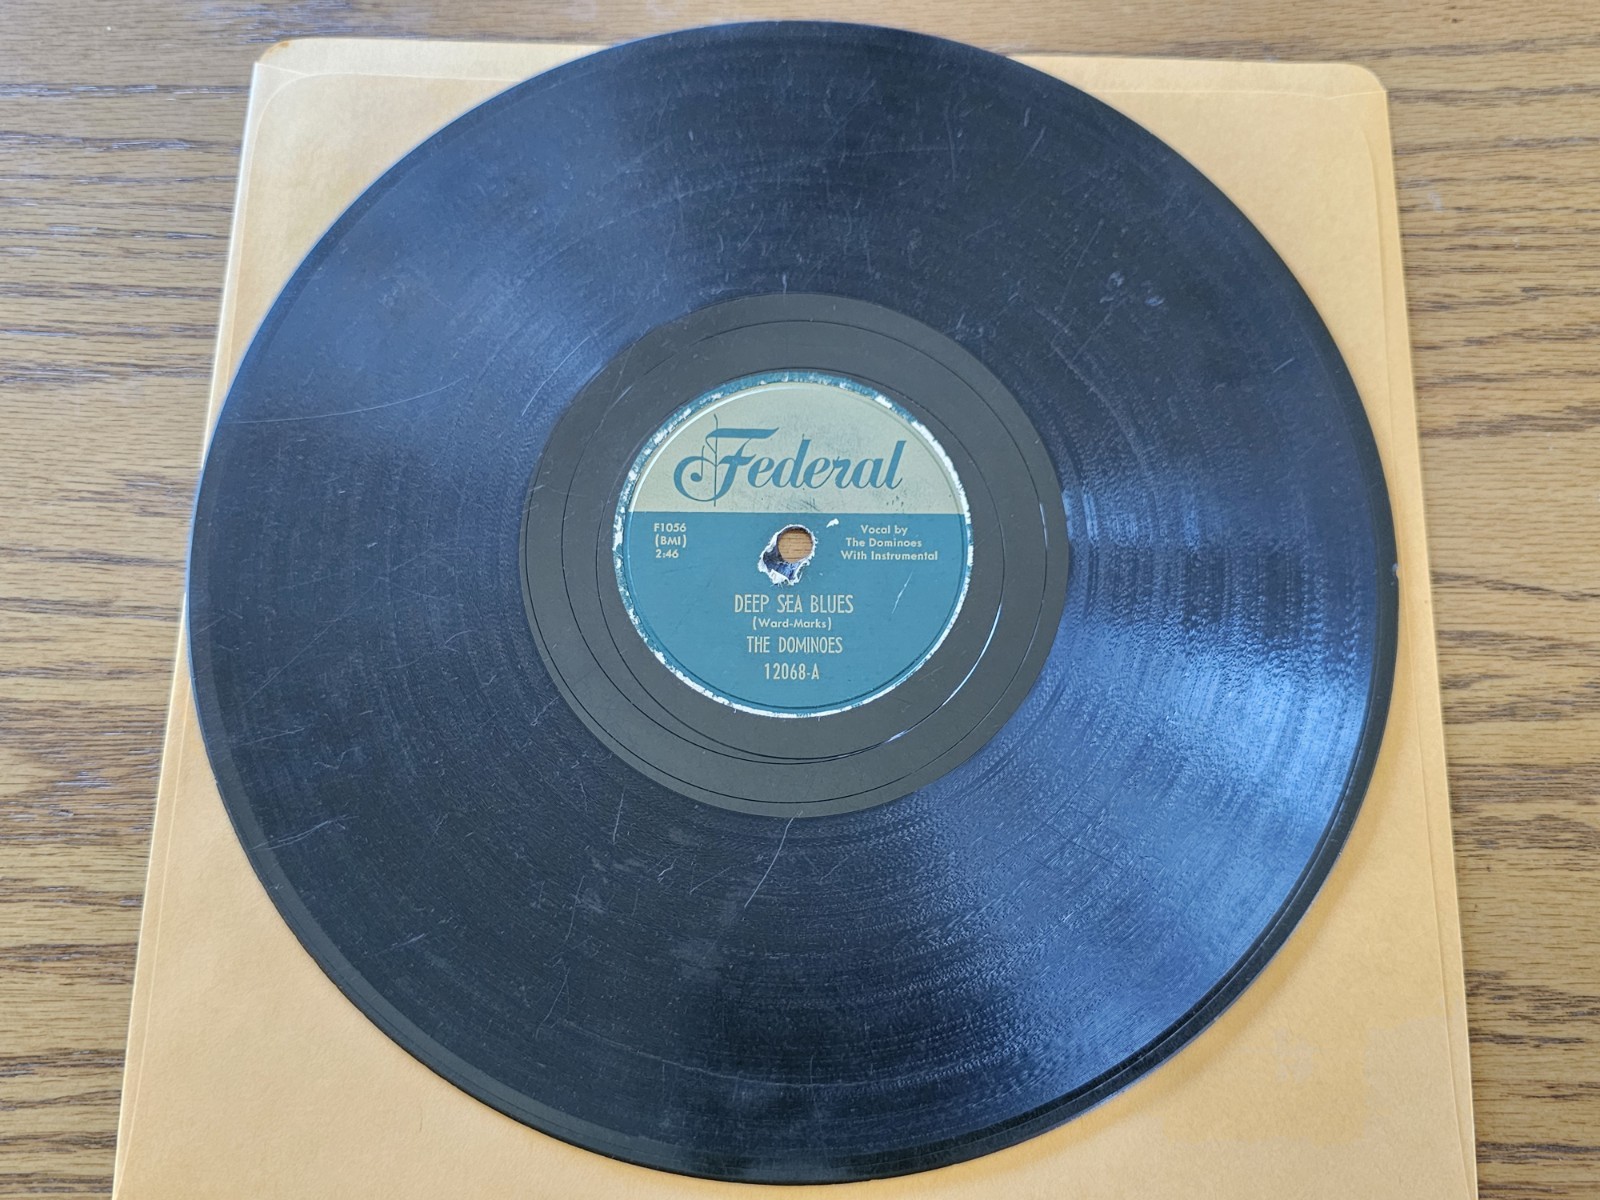 Federal
F1056
(BMI)
2:46
Vocal by
The Dominoes
With Instrumental
DEEP SEA BLUES
(Ward-Marks)
THE DOMINOES
12068-A